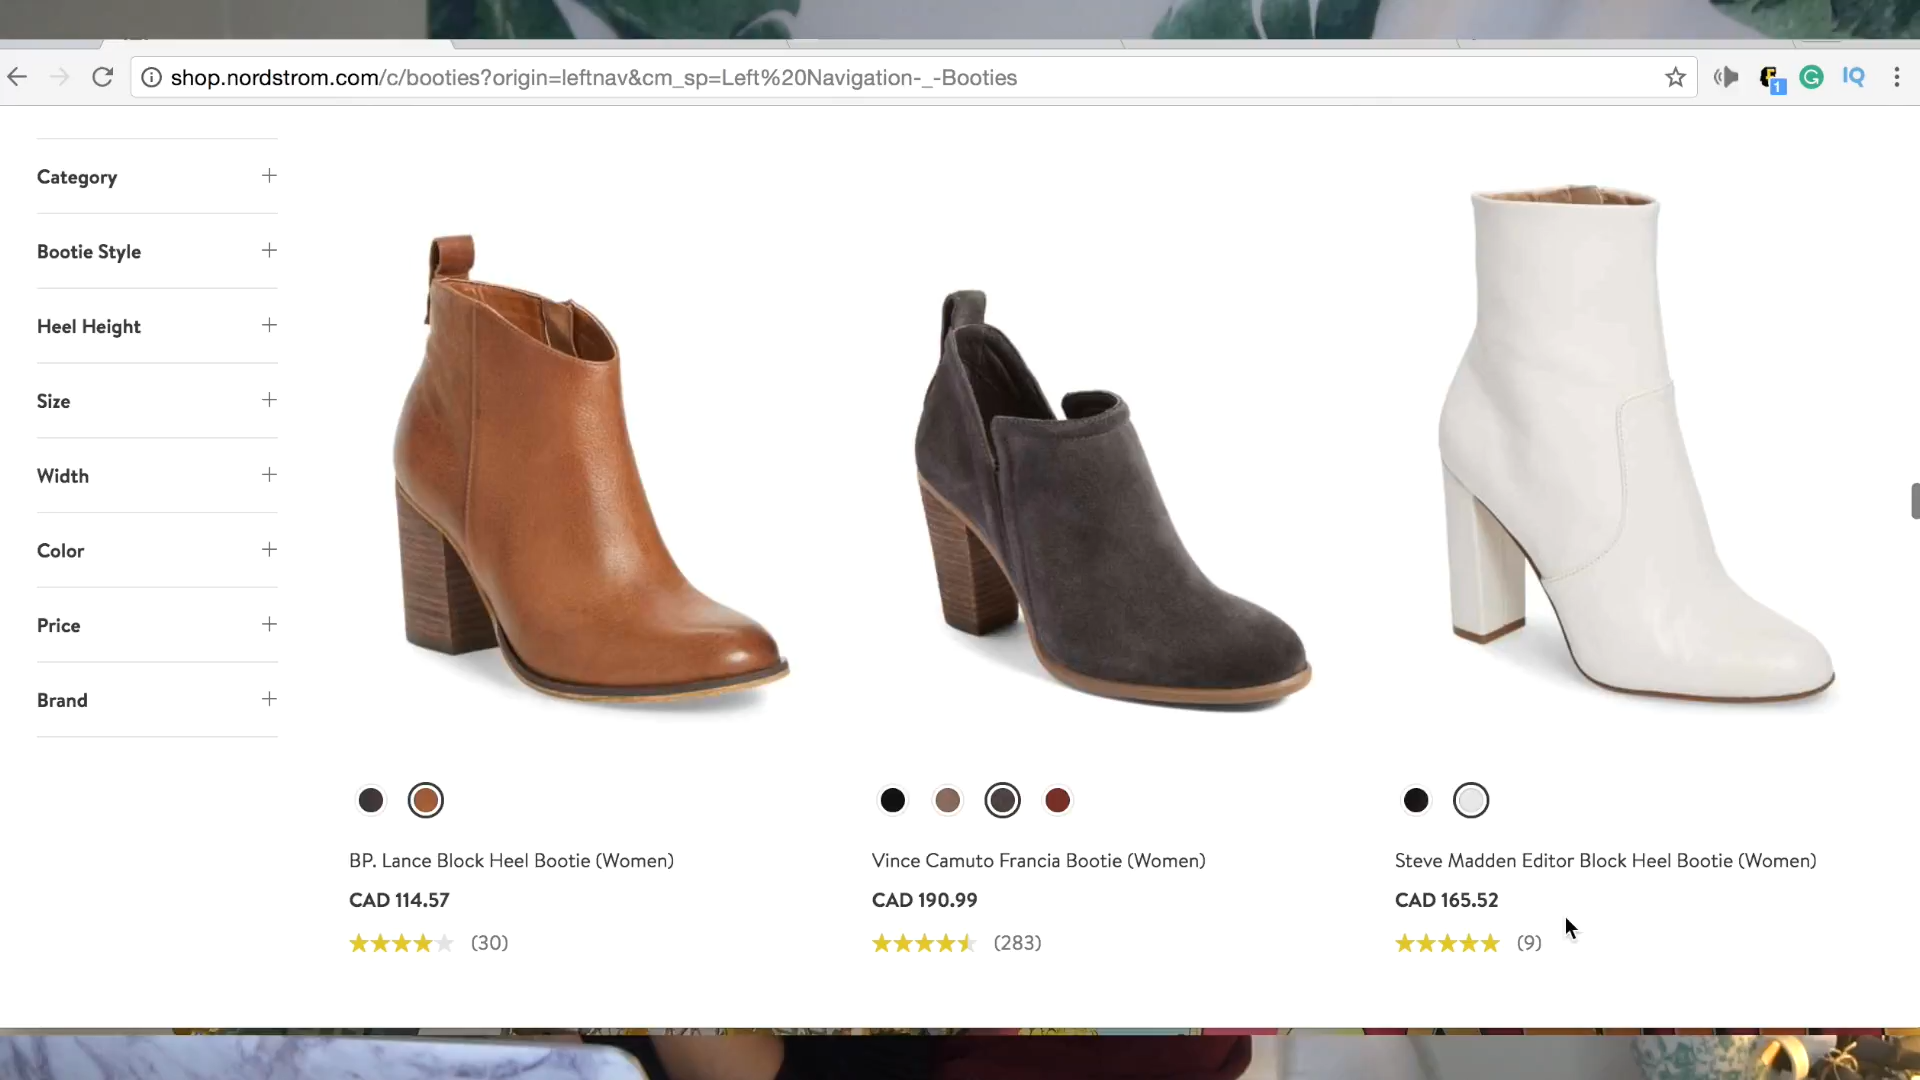 shop.nordstrom.com/c/booties?origin=leftnav&cm_sp=Left%20Navigation-_-Booties
1
G
IQ
Category
Bootie Style
Heel Height
Size
Width
Color
Price
Brand
BP. Lance Block Heel Bootie (Women)
CAD 114.57
(30)
Vince Camuto Francia Bootie (Women)
CAD 190.99
(283)
Steve Madden Editor Block Heel Bootie (Women)
CAD 165.52
(9)